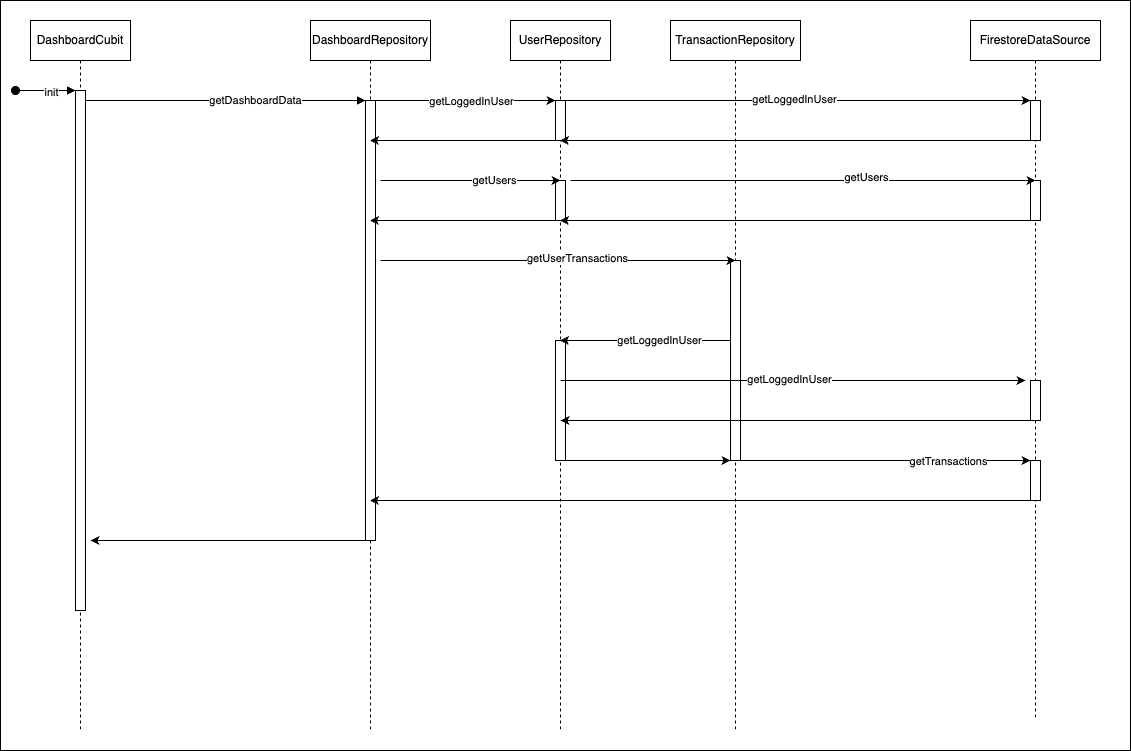 DashboardCubit
DashboardRepository
UserRepository
TransactionRepository
FirestoreDataSource
init
getDashboardData
getLoggedInUser
getLoggedInUser
getUsers
getUsers
getUserTransactions
getLoggedInUser
getLoggedInUser
getTransactions